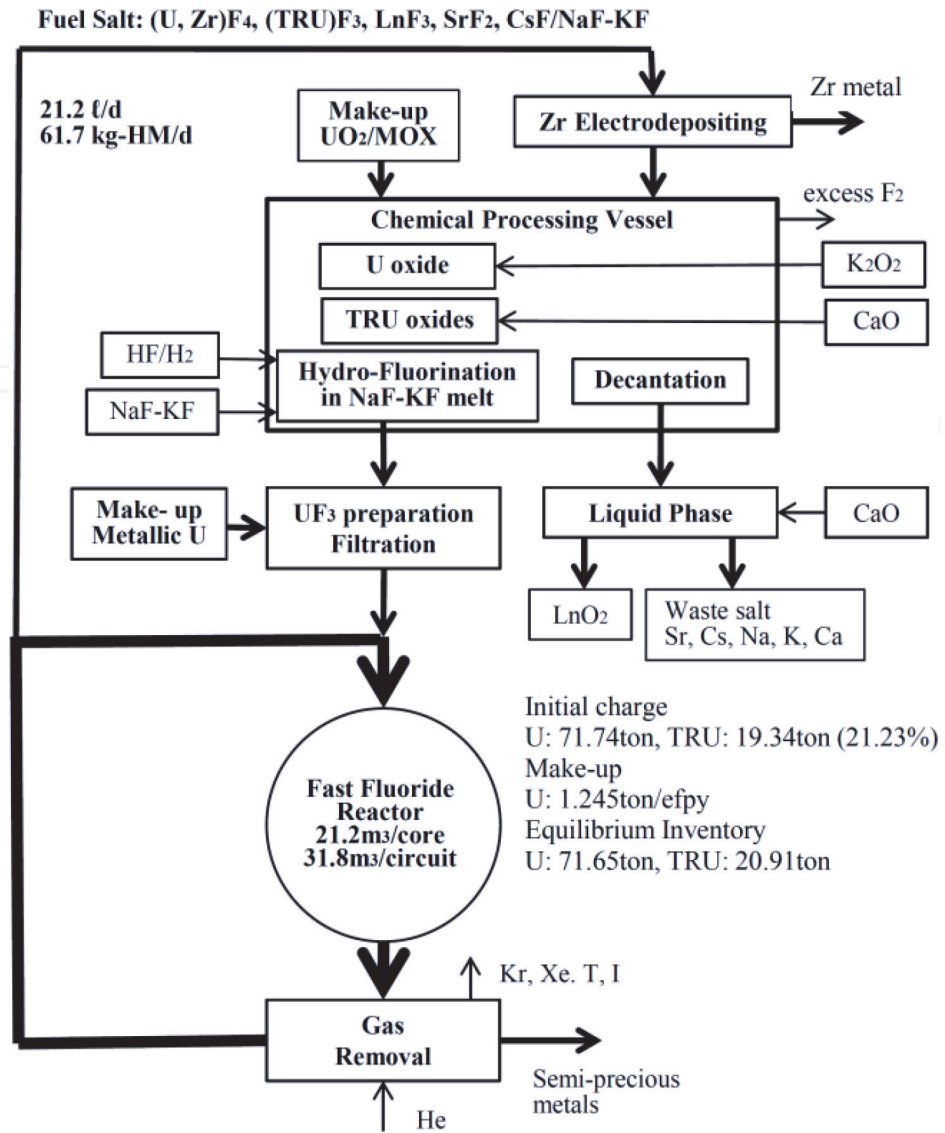 Fuel Salt: (U, Zr)F₄, (TRU)F₃, LnF₃, SrF₂, CsF/NaF-KF
21.2 ℓ/d
61.7 kg-HM/d
Make-up
UO₂/MOX
Zr Electrodepositing
Zr metal
excess F₂
Chemical Processing Vessel
U oxide
K₂O₂
TRU oxides
CaO
HF/H₂
NaF-KF
Hydro-Fluorination
in NaF-KF melt
Decantation
Make- up
Metallic U
UF₃ preparation
Filtration
Liquid Phase
CaO
LnO₂
Waste salt
Sr, Cs, Na, K, Ca
Initial charge
U: 71.74ton, TRU: 19.34ton (21.23%)
Make-up
U: 1.245ton/efpy
Equilibrium Inventory
U: 71.65ton, TRU: 20.91ton
Fast Fluoride
Reactor
21.2m₃/core
31.8m₃/circuit
Kr, Xe. T, I
Gas
Removal
Semi-precious
metals
He